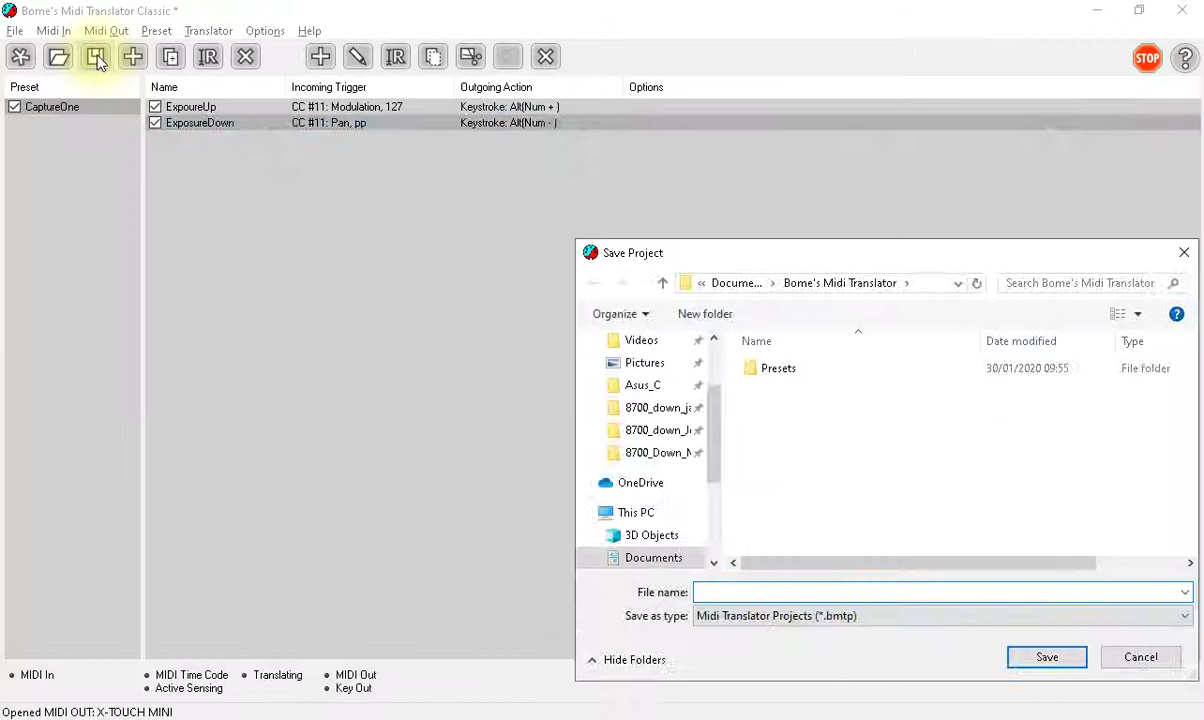 Bome's Midi Translator Classic *
File Midi In Midi Out Preset Translator Options Help
STOP
Preset Name Incoming Trigger Outgoing Action Options
CaptureOne ExpoureUp CC #11: Modulation, 127 Keystroke: Alt(Num + )
ExposureDown CC #11: Pan, pp Keystroke: Alt(Num - )
Save Project
« Docume... › Bome's Midi Translator › Search Bome's Midi Translator
Organize New folder
Name Date modified Type
Videos
Pictures
Presets 30/01/2020 09:55 File folder
Asus_C
8700_down_ja
8700_down_Je
8700_Down_N
OneDrive
This PC
3D Objects
Documents
File name:
Save as type: Midi Translator Projects (*.bmtp)
Hide Folders Save Cancel
MIDI In MIDI Time Code Translating MIDI Out
Active Sensing Key Out
Opened MIDI OUT: X-TOUCH MINI